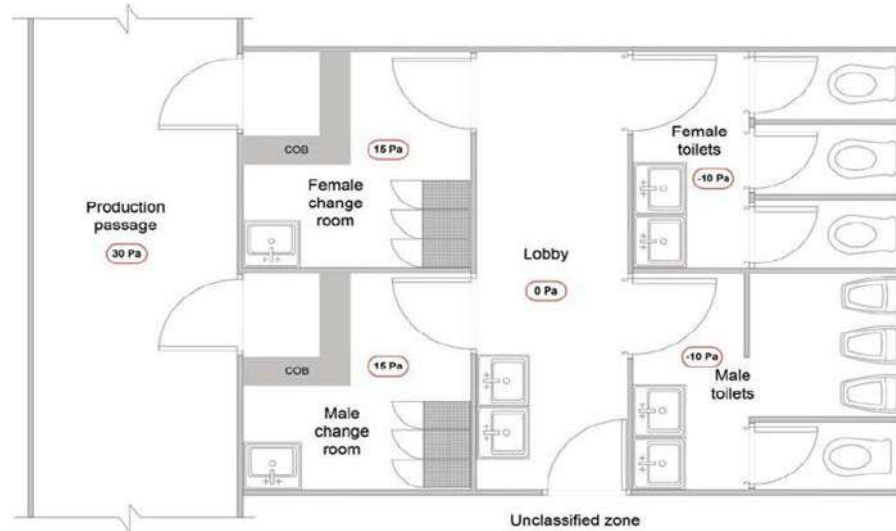 COB
15 Pa
Female
change
room
Production
passage
30 Pa
COB
15 Pa
Male
change
room
Lobby
0 Pa
Female
toilets
-10 Pa
-10 Pa
Male
toilets
Unclassified zone